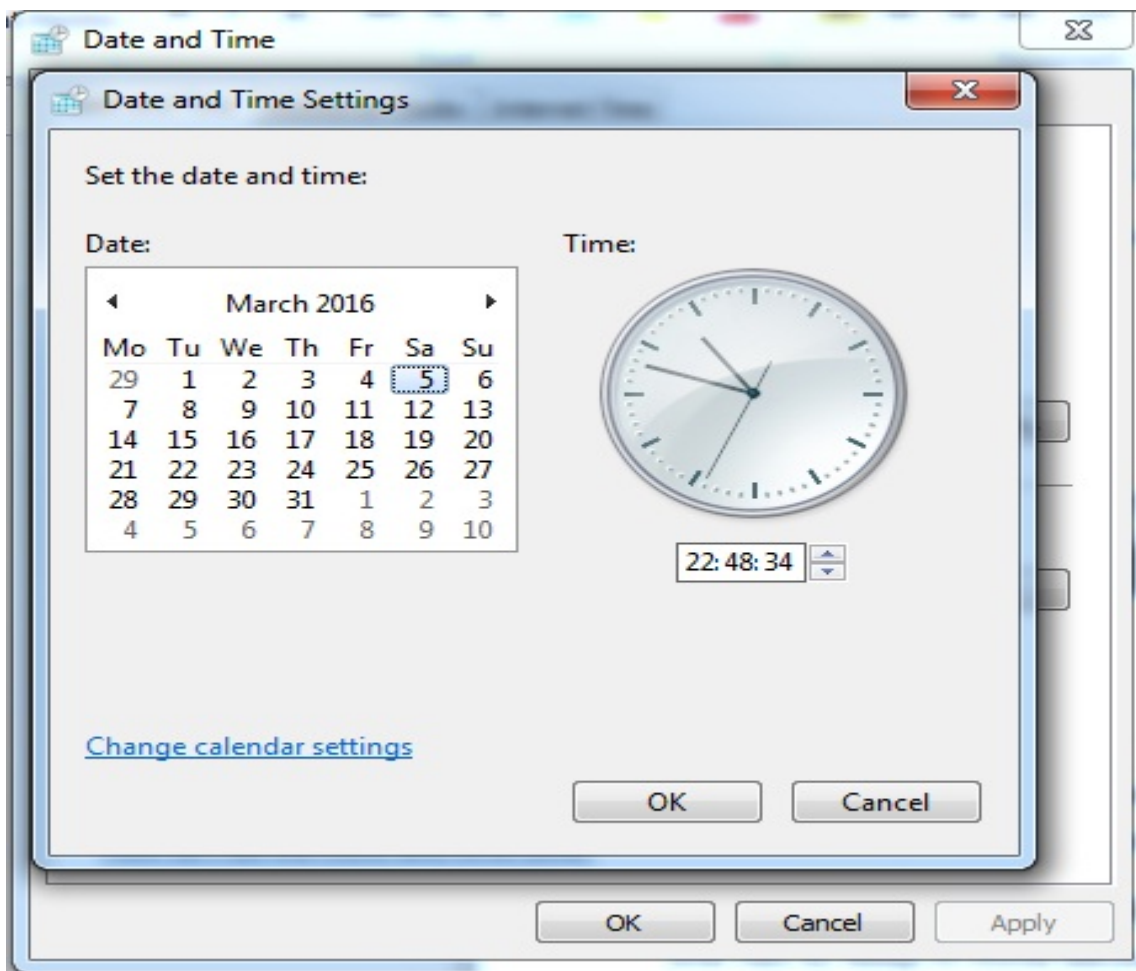 Date and Time
Date and Time Settings
Set the date and time:
Date:
Time:
March 2016
Mo Tu We Th Fr Sa Su
29 1 2 3 4 5 6
7 8 9 10 11 12 13
14 15 16 17 18 19 20
21 22 23 24 25 26 27
28 29 30 31 1 2 3
4 5 6 7 8 9 10
22:48:34
Change calendar settings
OK Cancel
OK Cancel Apply